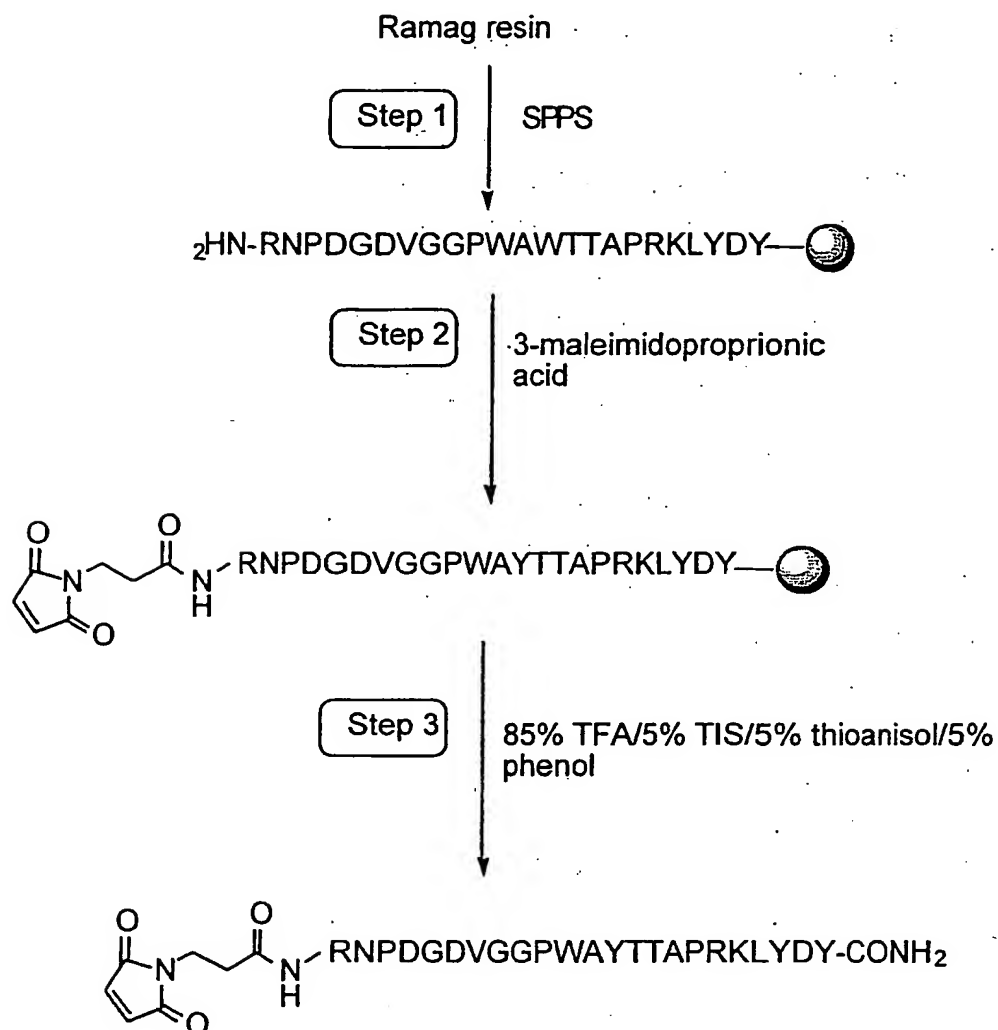 Ramag resin
Step 1
SPPS
₂HN-RNPDGDVGGPWAWTTAPRKLYDY
Step 2
3-maleimidoproprionic
acid
O
O
N
O
N
H
RNPDGDVGGPWAYTTAPRKLYDY
Step 3
85% TFA/5% TIS/5% thioanisol/5%
phenol
O
O
N
O
N
H
RNPDGDVGGPWAYTTAPRKLYDY-CONH₂